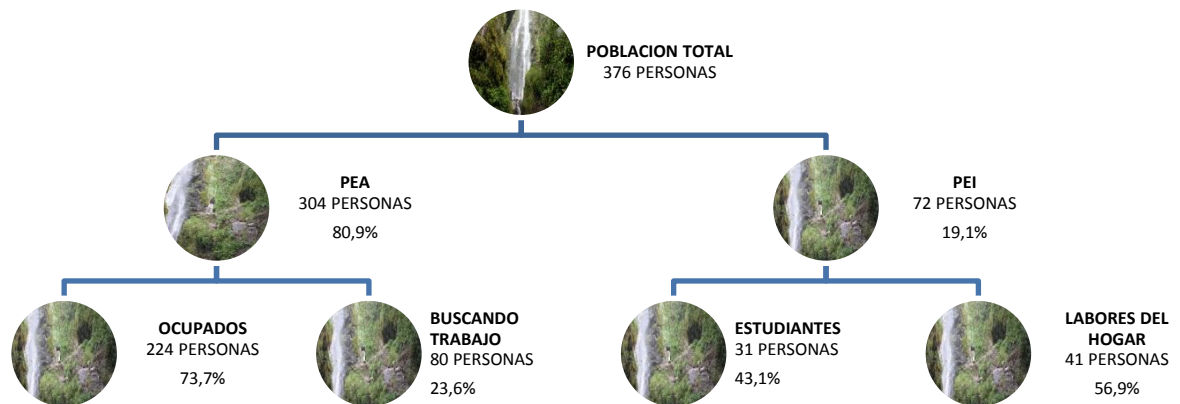 POBLACION TOTAL
376 PERSONAS
PEA
304 PERSONAS
80,9%
PEI
72 PERSONAS
19,1%
OCUPADOS
224 PERSONAS
73,7%
BUSCANDO
TRABAJO
80 PERSONAS
23,6%
ESTUDIANTES
31 PERSONAS
43,1%
LABORES DEL
HOGAR
41 PERSONAS
56,9%